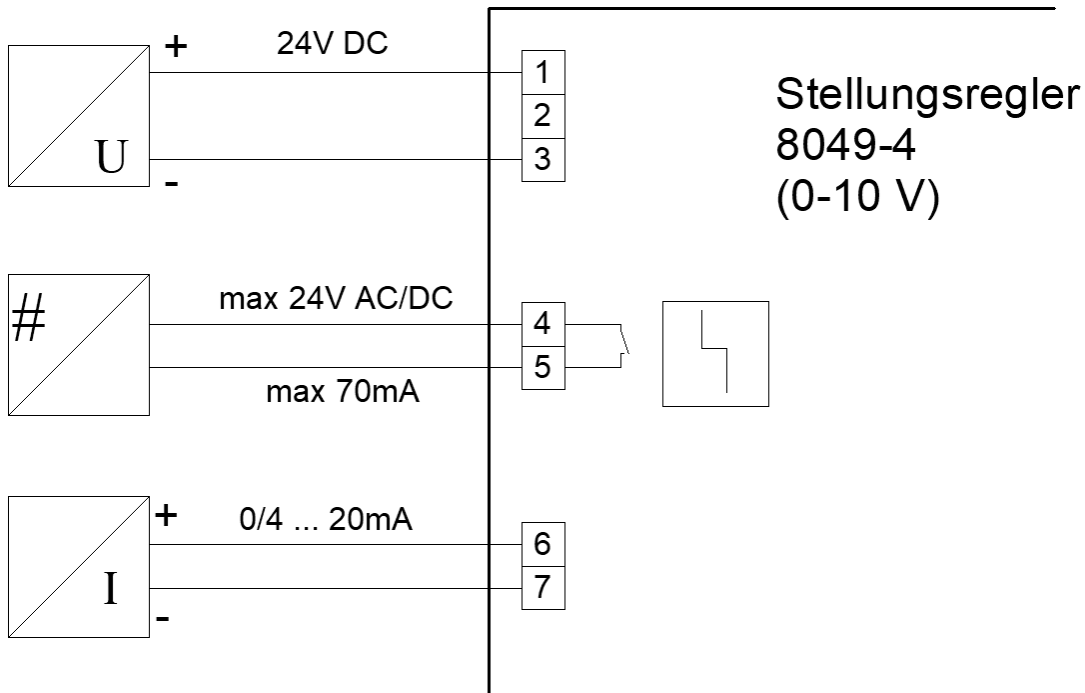 + 24V DC
U
-
1
2
3
Stellungsregler
8049-4
(0-10 V)
#
max 24V AC/DC
max 70mA
4
5
+ 0/4 ... 20mA
I
-
6
7